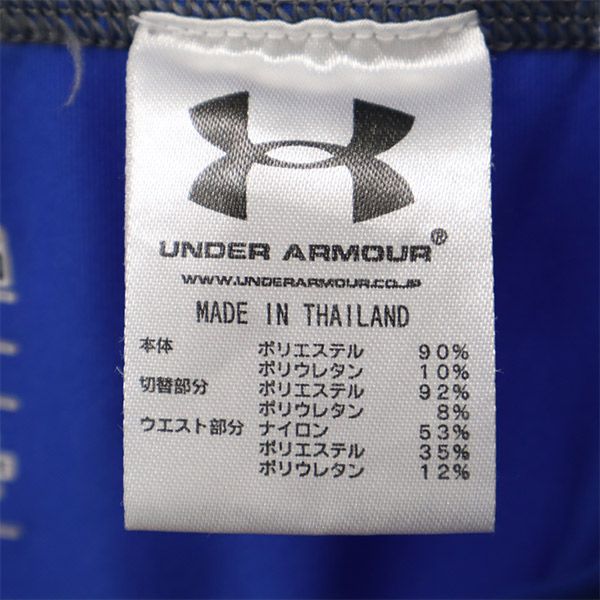 UNDER ARMOUR®
WWW.UNDERARMOUR.CO.JP
MADE IN THAILAND
本体 ポリエステル 90%
ポリウレタン 10%
切替部分 ポリエステル 92%
ポリウレタン 8%
ウエスト部分 ナイロン 53%
ポリエステル 35%
ポリウレタン 12%